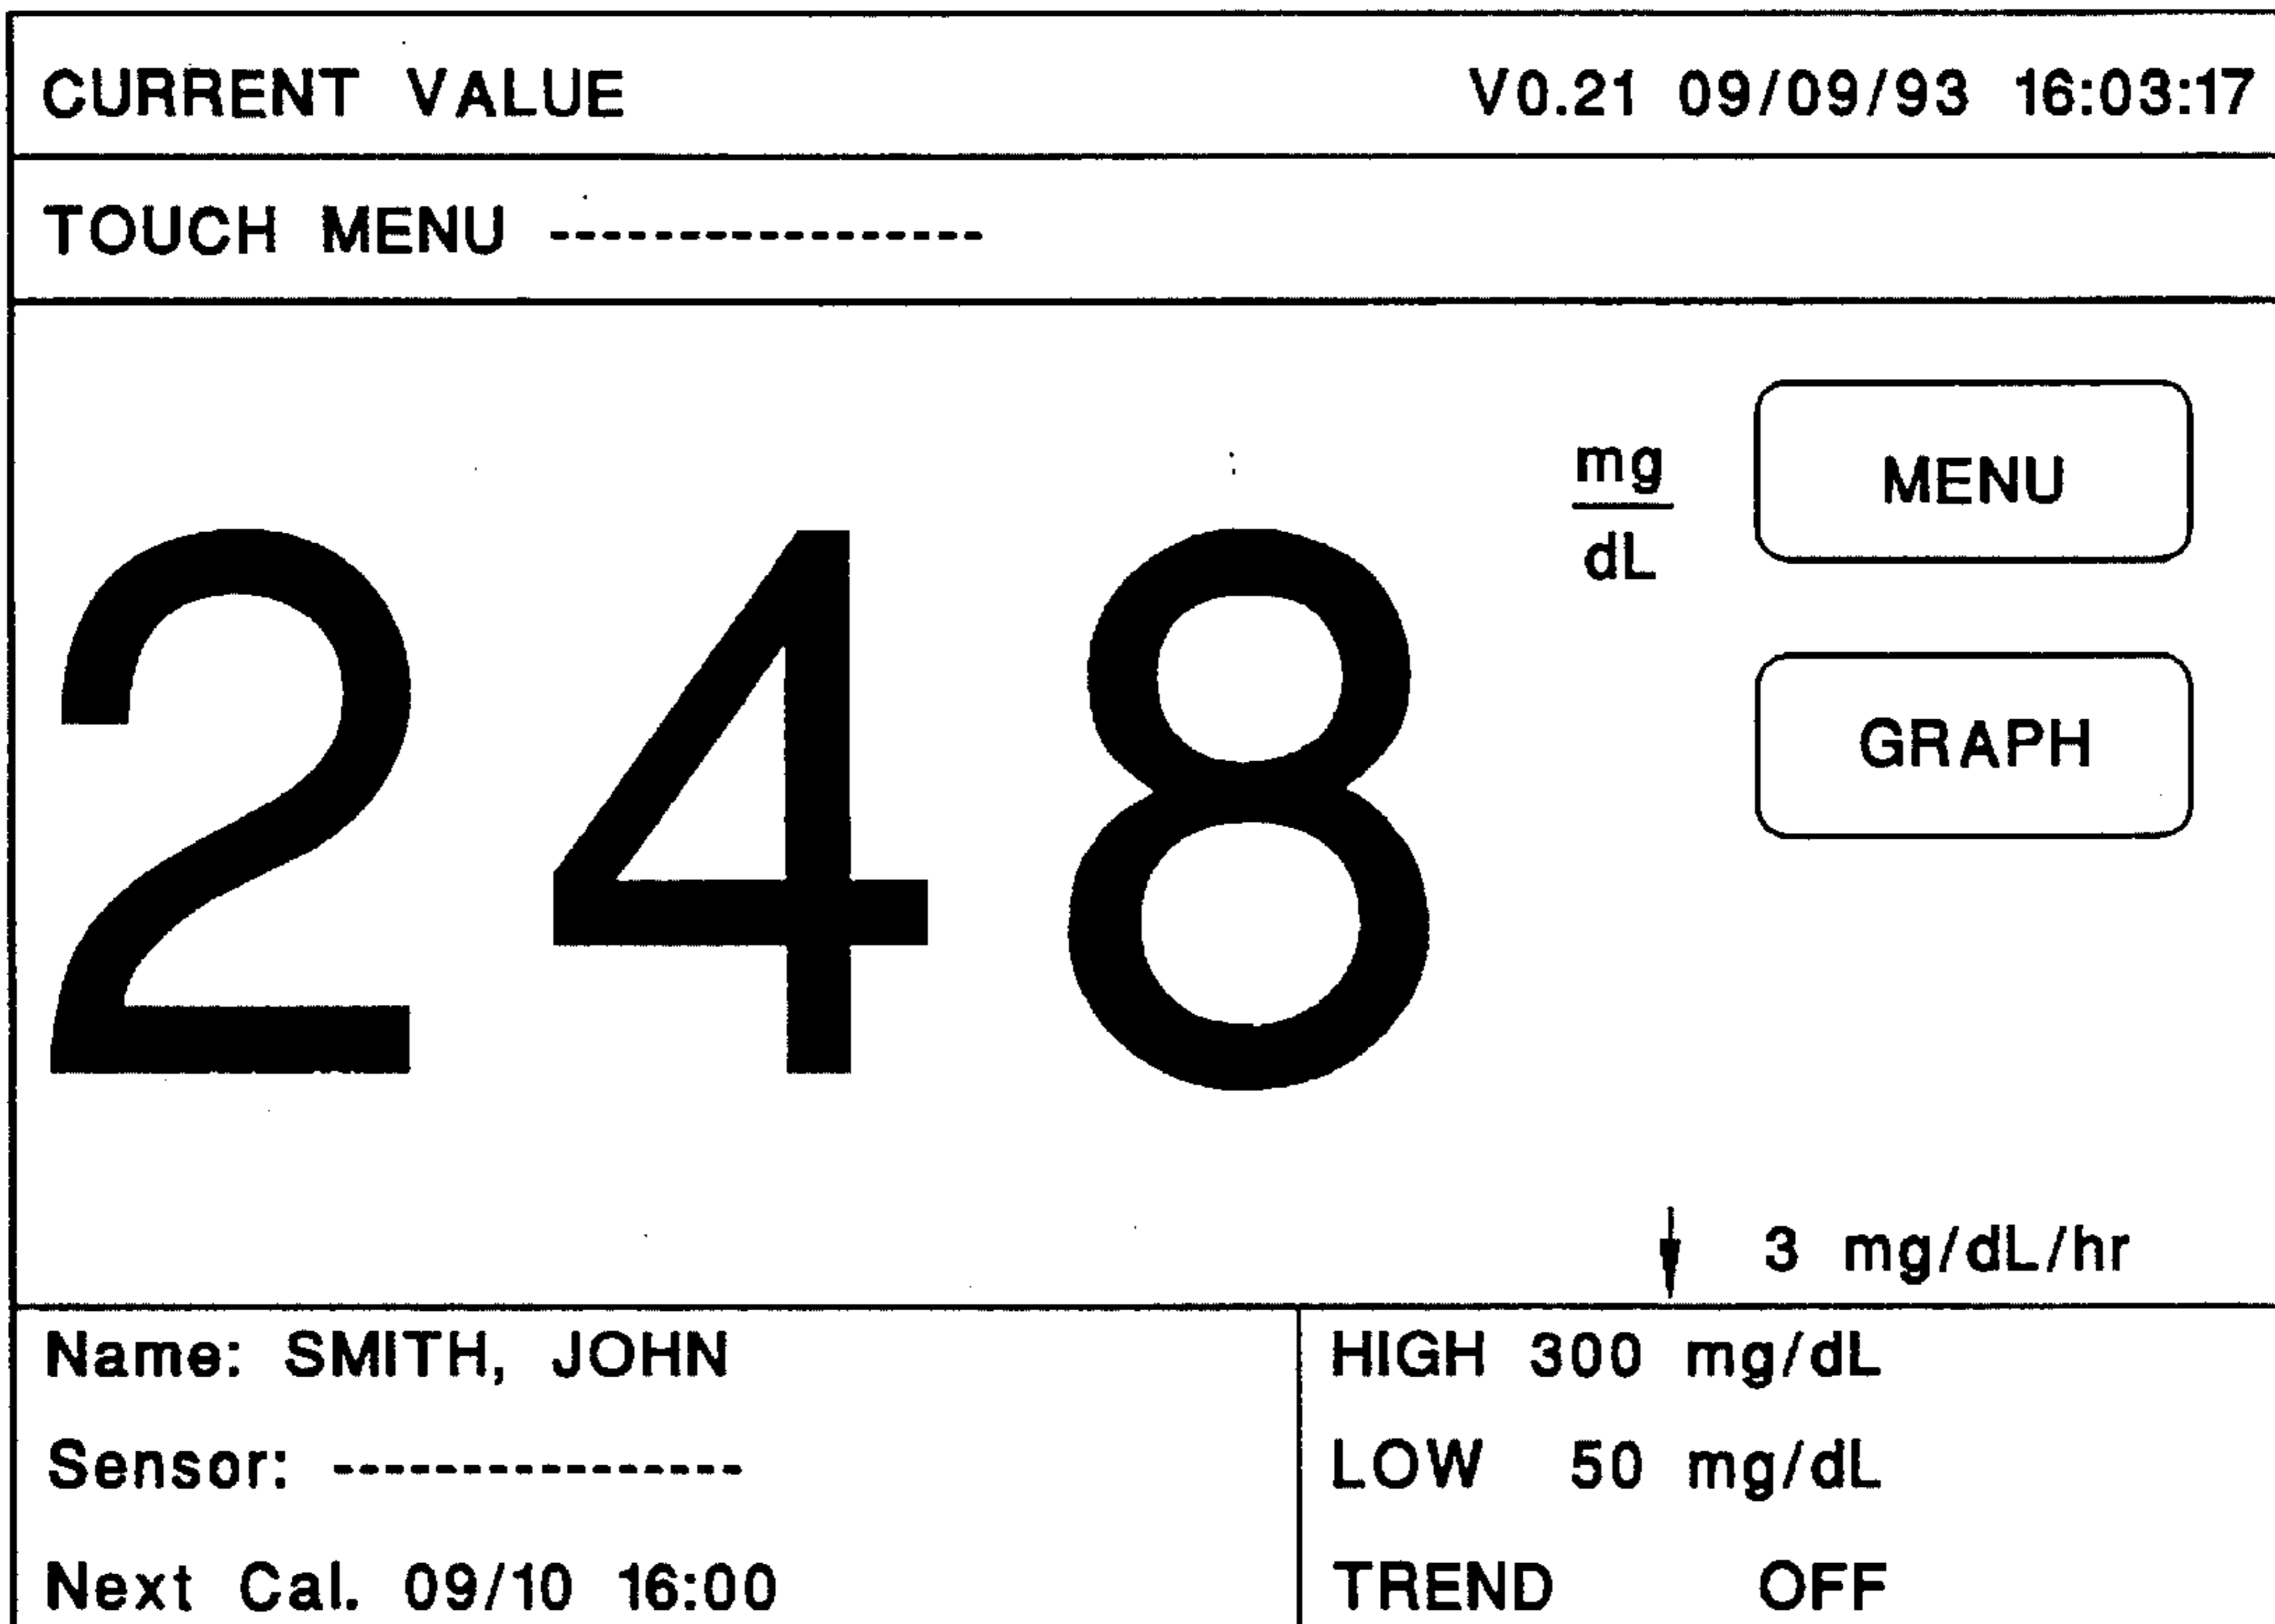 CURRENT VALUE V0.21 09/09/93 16:03:17
TOUCH MENU -----------------
248
mg
dL
MENU
GRAPH
3 mg/dL/hr
Name: SMITH, JOHN
Sensor: ----------------
Next Cal. 09/10 16:00
HIGH 300 mg/dL
LOW 50 mg/dL
TREND OFF